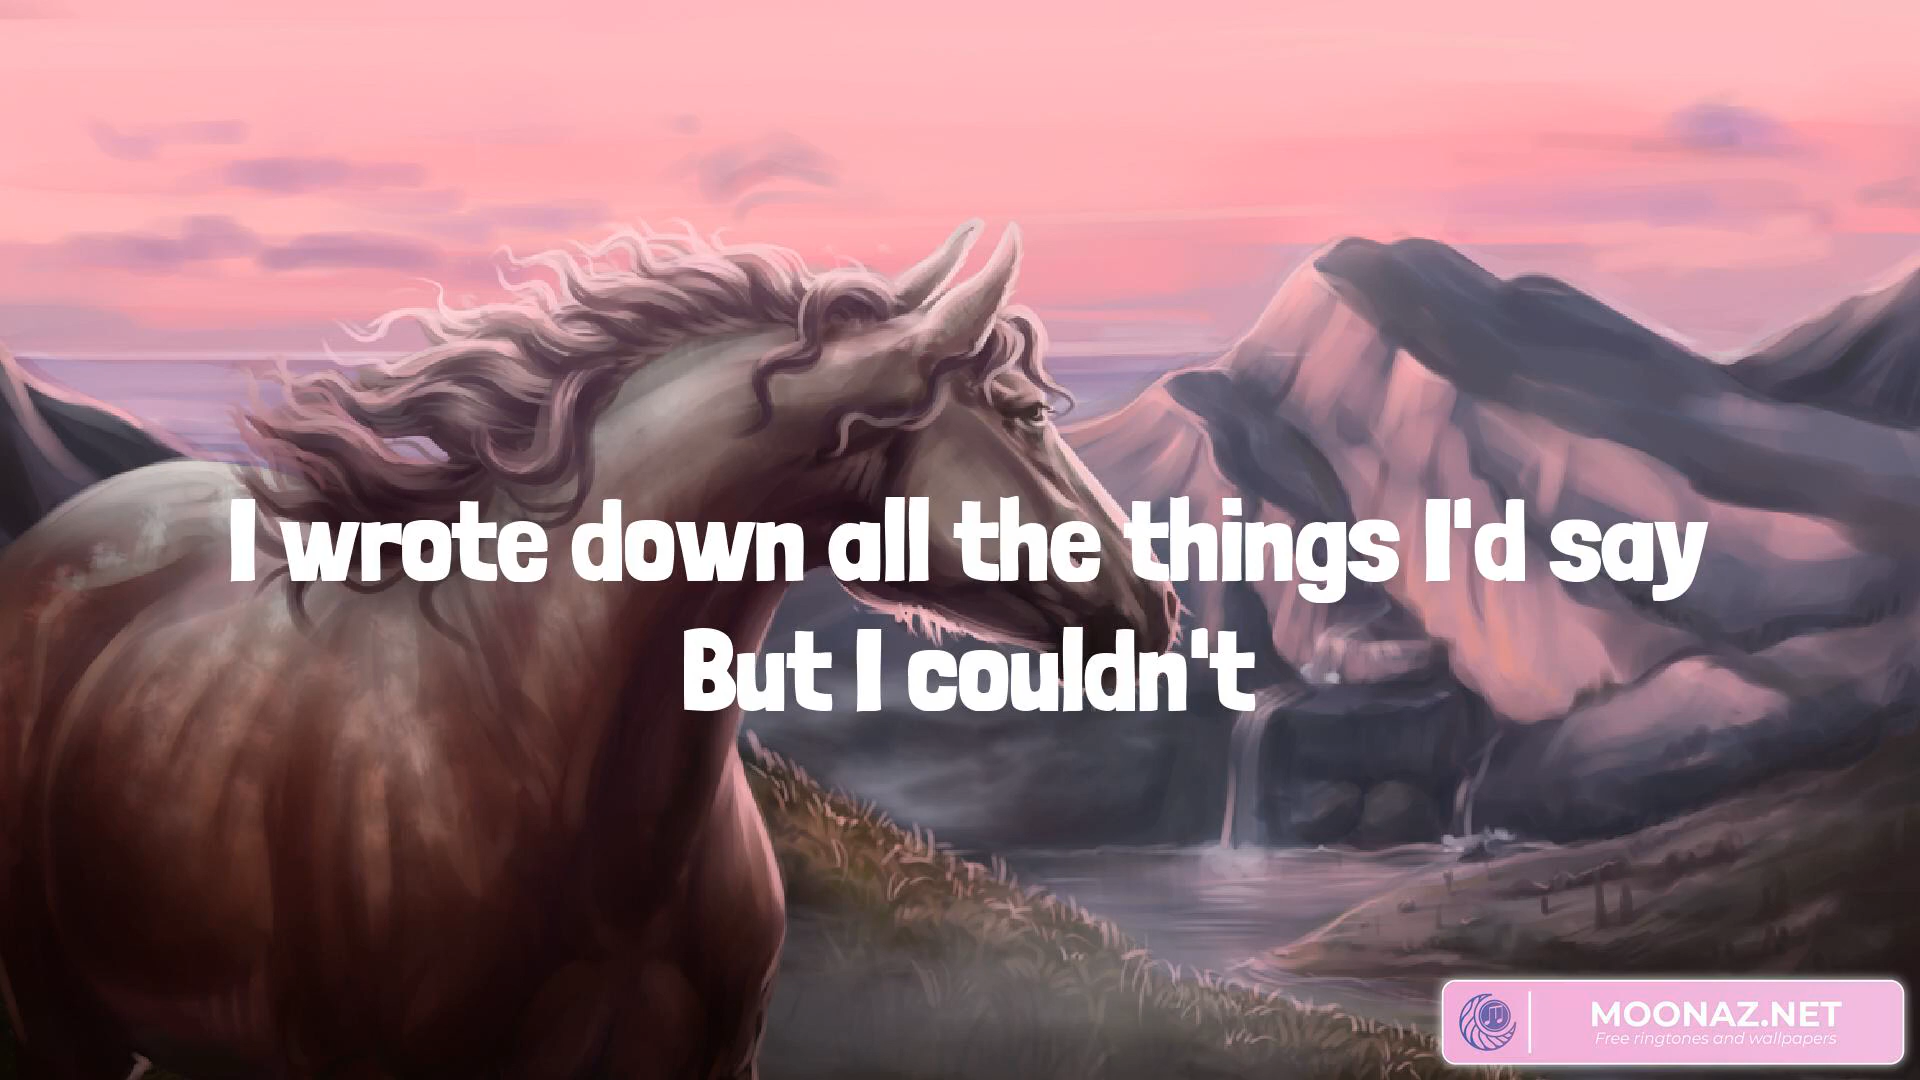 I wrote down all the things I'd say
But I couldn't
MOONAZ.NET
Free ringtones and wallpapers